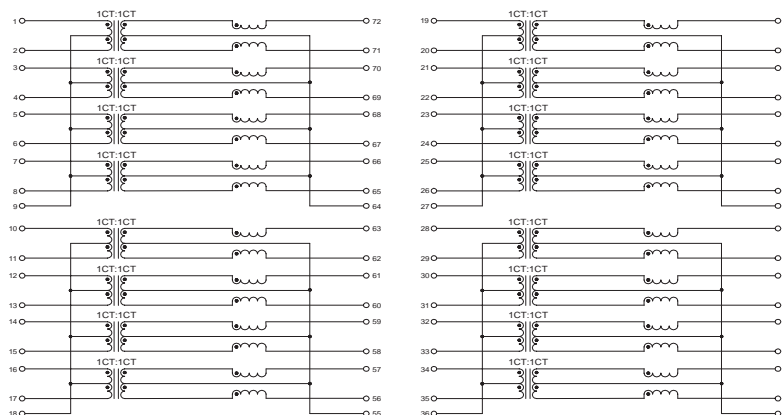 1CT:1CT 1CT:1CT
1 72 19
2 71 20
1CT:1CT 1CT:1CT
3 70 21
4 69 22
1CT:1CT 1CT:1CT
5 68 23
6 67 24
1CT:1CT 1CT:1CT
7 66 25
8 65 26
9 64 27
1CT:1CT 1CT:1CT
10 63 28
11 62 29
1CT:1CT 1CT:1CT
12 61 30
13 60 31
1CT:1CT 1CT:1CT
14 59 32
15 58 33
1CT:1CT 1CT:1CT
16 57 34
17 56 35
18 55 36